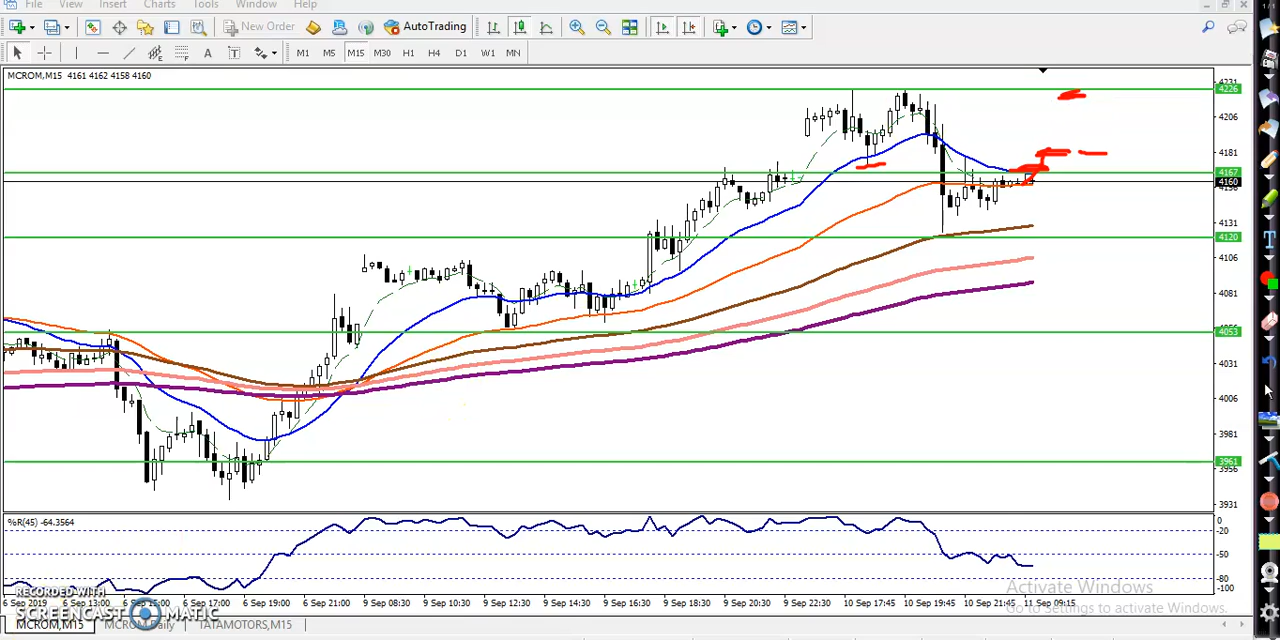 File View Insert Charts Tools Window Help
New Order AutoTrading
A T M1 M5 M15 M30 H1 H4 D1 W1 MN
MCROM,M15 4161 4162 4158 4160
4231
4226
4206
4181
4167
4160
4131
4120
4106
4081
4053
4031
4006
3981
3961
3956
3931
%R(45) -64.3564
0
-20
-50
-80
-100
Activate Windows
Go to Settings to activate Windows.
RECORDED WITH
SCREENCAST MATIC
6 Sep 2019 6 Sep 13:00 6 Sep 17:00 6 Sep 19:00 6 Sep 21:00 9 Sep 08:30 9 Sep 10:30 9 Sep 12:30 9 Sep 14:30 9 Sep 16:30 9 Sep 18:30 9 Sep 20:30 9 Sep 22:30 10 Sep 17:45 10 Sep 19:45 10 Sep 21:45 11 Sep 09:15
MCROM,M15 MCROM,Daily TATAMOTORS,M15